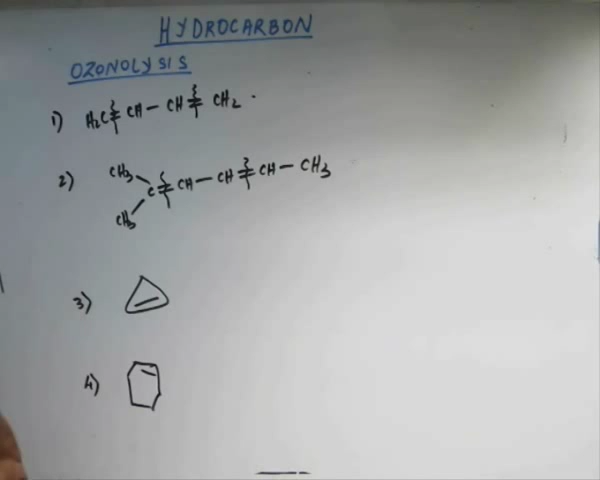 HYDROCARBON
OZONOLYSIS
1) H₂C=CH-CH=CH₂.
2) CH₃
C=CH-CH=CH-CH₃
CH₃
3)
4)